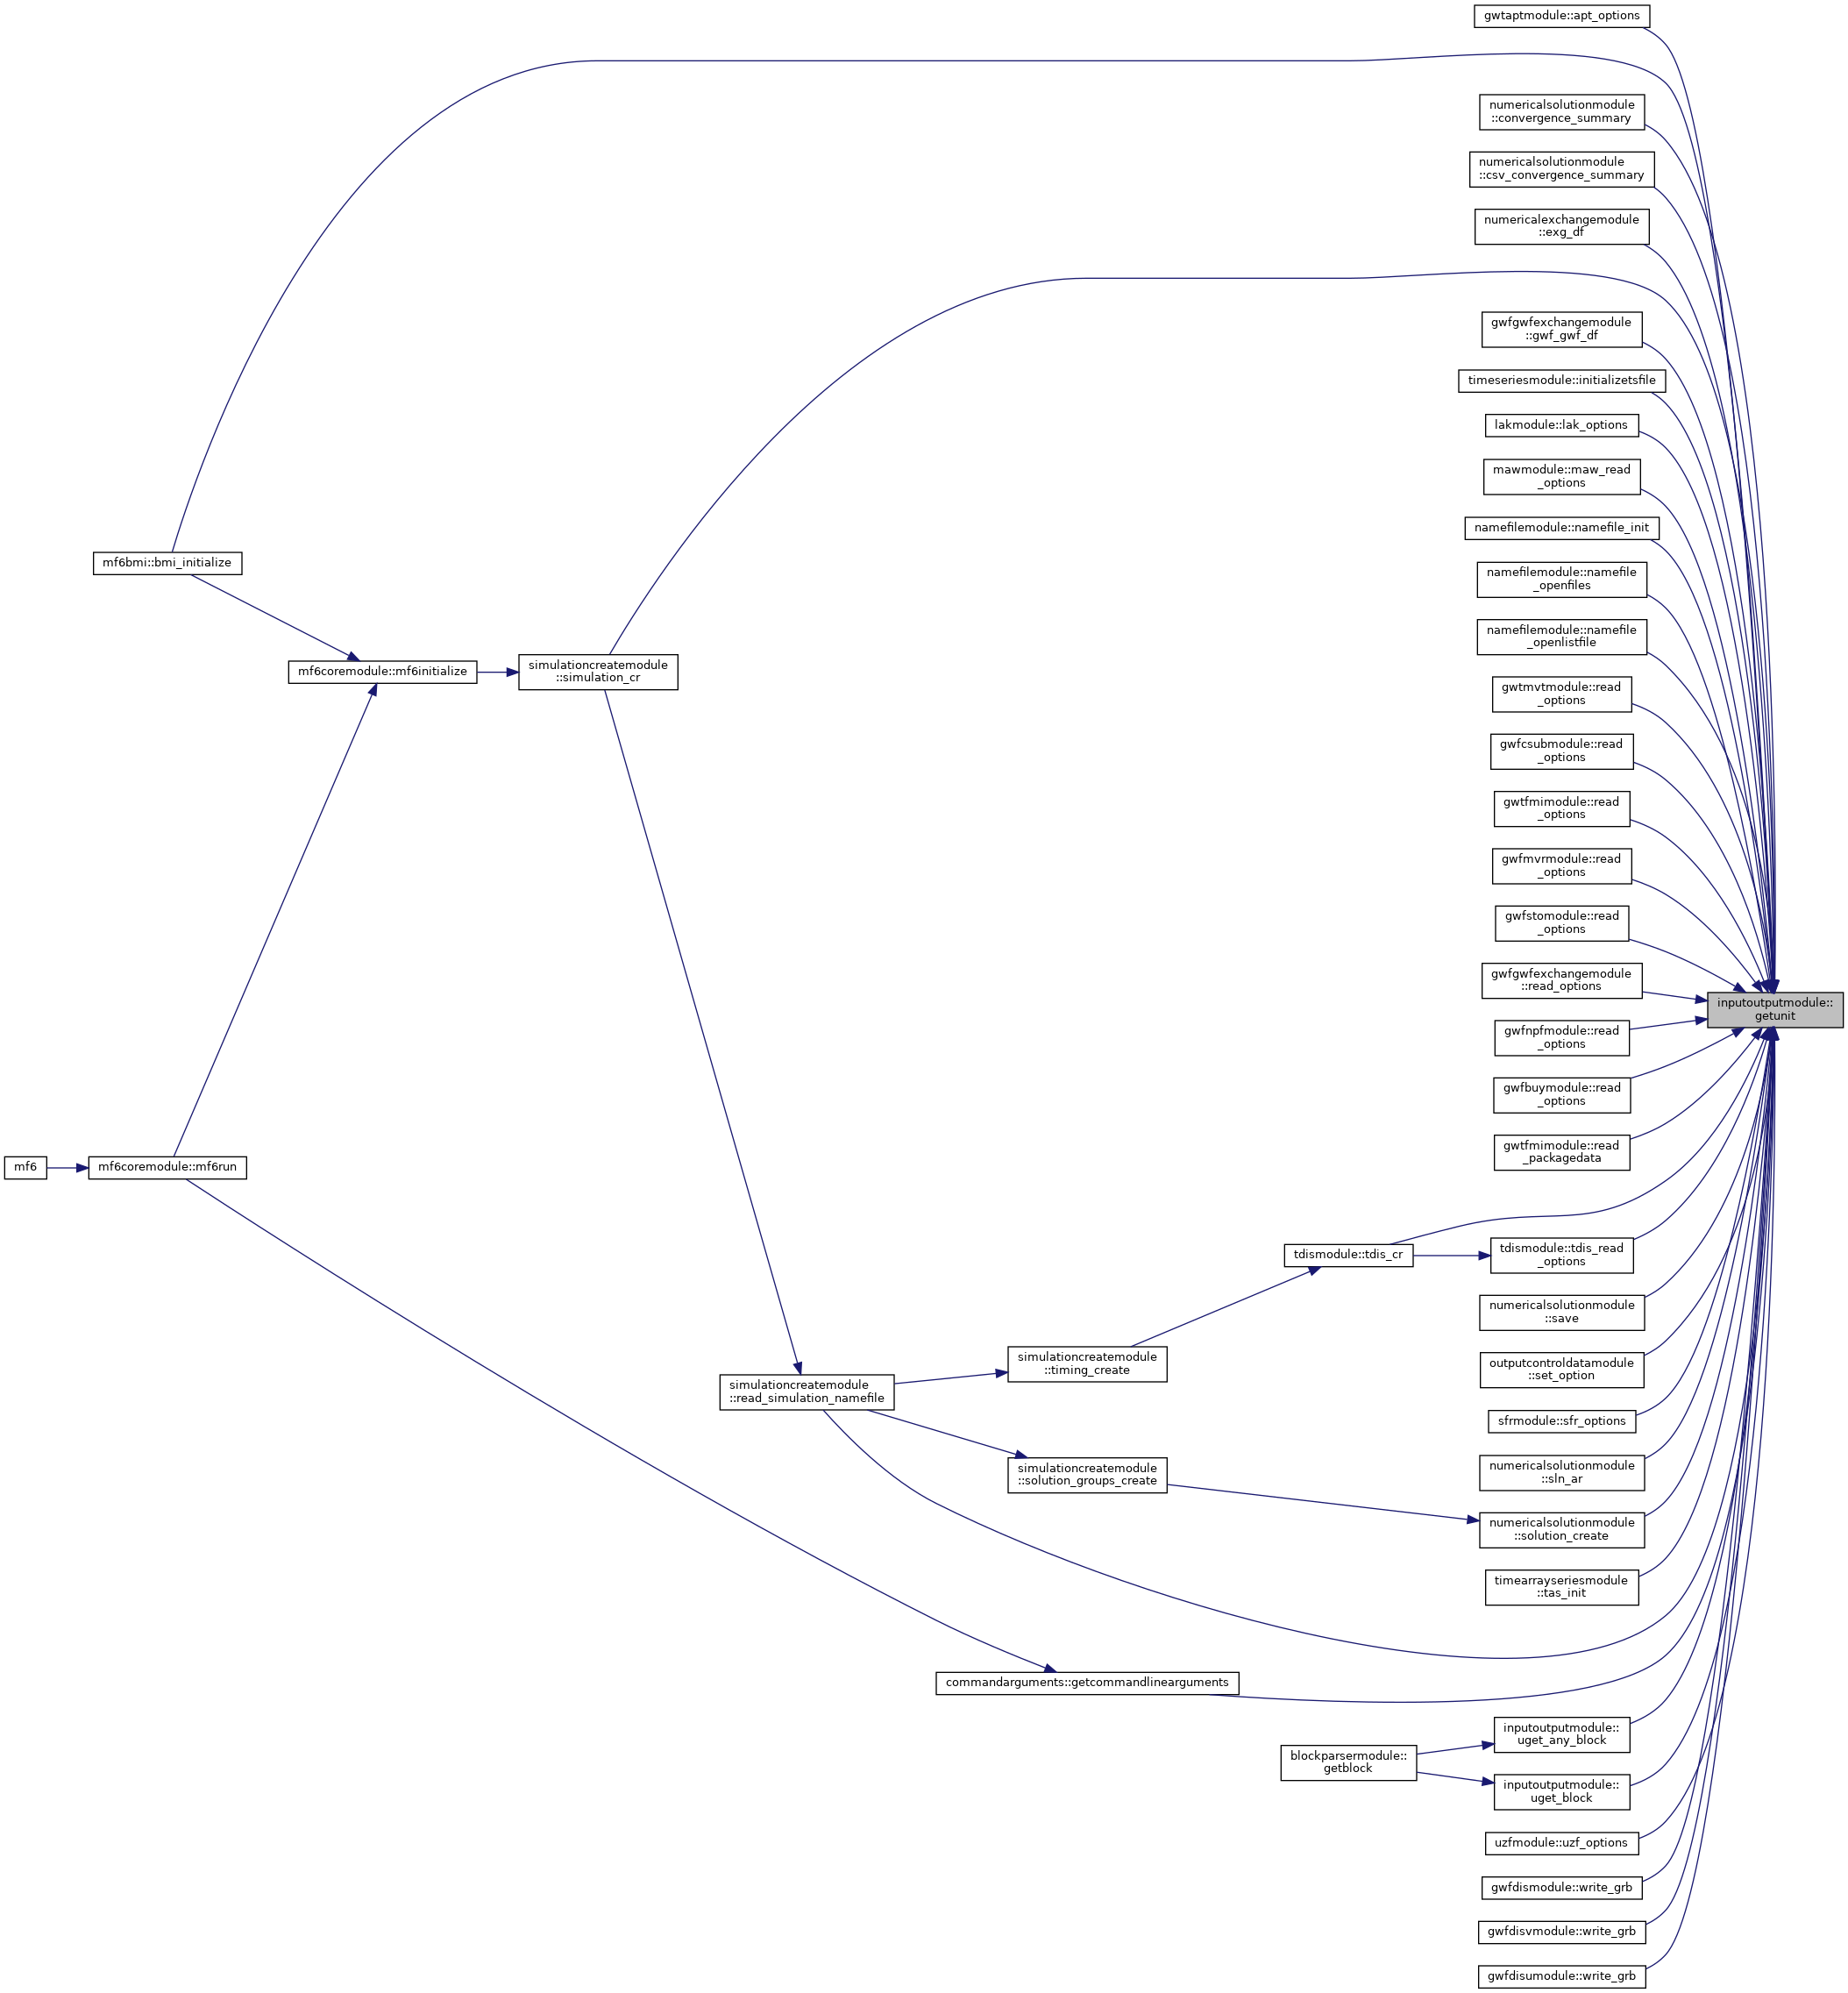 gwtaptmodule::apt_options
numericalsolutionmodule
::convergence_summary
numericalsolutionmodule
::csv_convergence_summary
numericalexchangemodule
::exg_df
gwfgwfexchangemodule
::gwf_gwf_df
timeseriesmodule::initializetsfile
lakmodule::lak_options
mawmodule::maw_read
_options
namefilemodule::namefile_init
mf6bmi::bmi_initialize
namefilemodule::namefile
_openfiles
namefilemodule::namefile
_openlistfile
mf6coremodule::mf6initialize
simulationcreatemodule
::simulation_cr
gwtmvtmodule::read
_options
gwfcsubmodule::read
_options
gwtfmimodule::read
_options
gwfmvrmodule::read
_options
gwfstomodule::read
_options
gwfgwfexchangemodule
::read_options
inputoutputmodule::
getunit
gwfnpfmodule::read
_options
gwfbuymodule::read
_options
gwtfmimodule::read
_packagedata
mf6
mf6coremodule::mf6run
tdismodule::tdis_cr
tdismodule::tdis_read
_options
numericalsolutionmodule
::save
simulationcreatemodule
::timing_create
outputcontroldatamodule
::set_option
simulationcreatemodule
::read_simulation_namefile
sfrmodule::sfr_options
simulationcreatemodule
::solution_groups_create
numericalsolutionmodule
::sln_ar
numericalsolutionmodule
::solution_create
timearrayseriesmodule
::tas_init
commandarguments::getcommandlinearguments
inputoutputmodule::
uget_any_block
blockparsermodule::
getblock
inputoutputmodule::
uget_block
uzfmodule::uzf_options
gwfdismodule::write_grb
gwfdisvmodule::write_grb
gwfdisumodule::write_grb